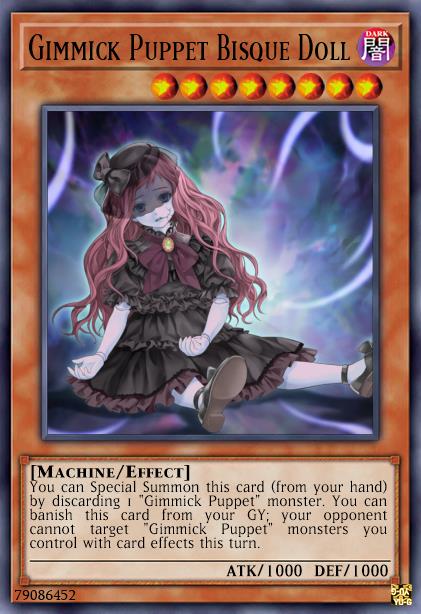 GIMMICK PUPPET BISQUE DOLL
DARK
闇
[MACHINE/EFFECT]
You can Special Summon this card (from your hand)
by discarding 1 "Gimmick Puppet" monster. You can
banish this card from your GY; your opponent
cannot target "Gimmick Puppet" monsters you
control with card effects this turn.
ATK/1000 DEF/1000
79086452